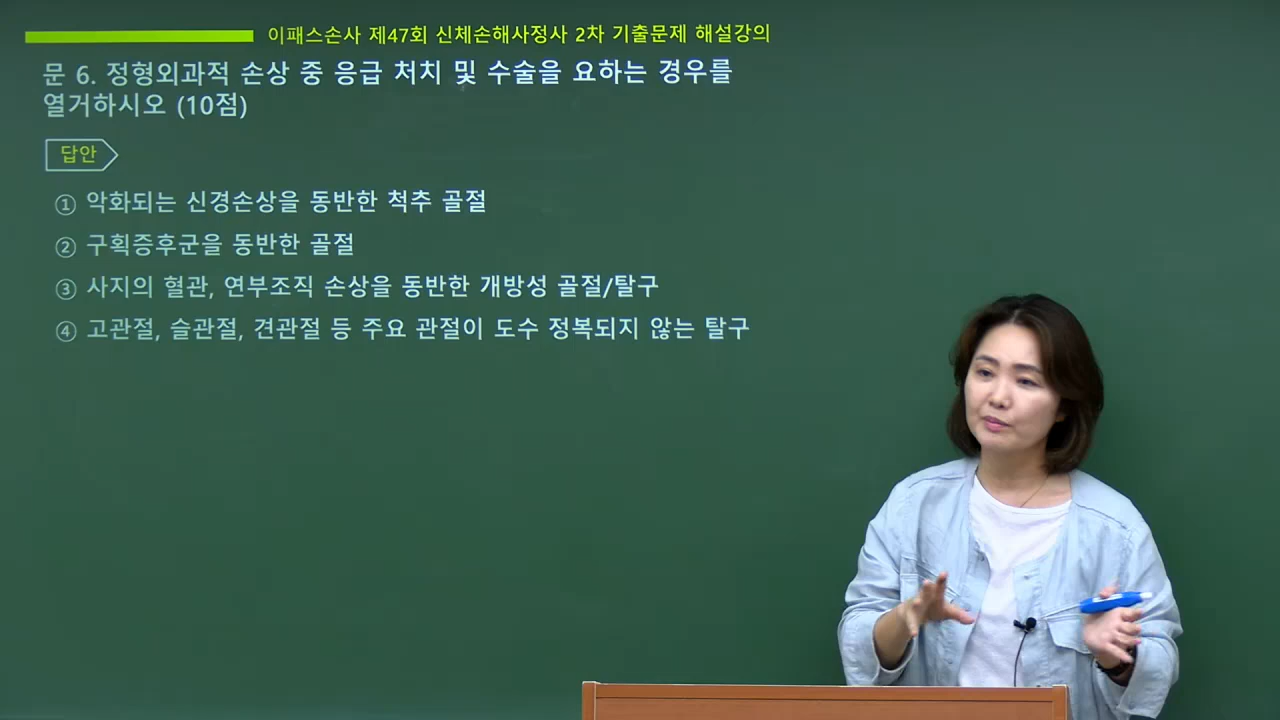 이패스손사 제47회 신체손해사정사 2차 기출문제 해설강의
문 6. 정형외과적 손상 중 응급 처치 및 수술을 요하는 경우를
열거하시오 (10점)
답안
① 악화되는 신경손상을 동반한 척추 골절
② 구획증후군을 동반한 골절
③ 사지의 혈관, 연부조직 손상을 동반한 개방성 골절/탈구
④ 고관절, 슬관절, 견관절 등 주요 관절이 도수 정복되지 않는 탈구